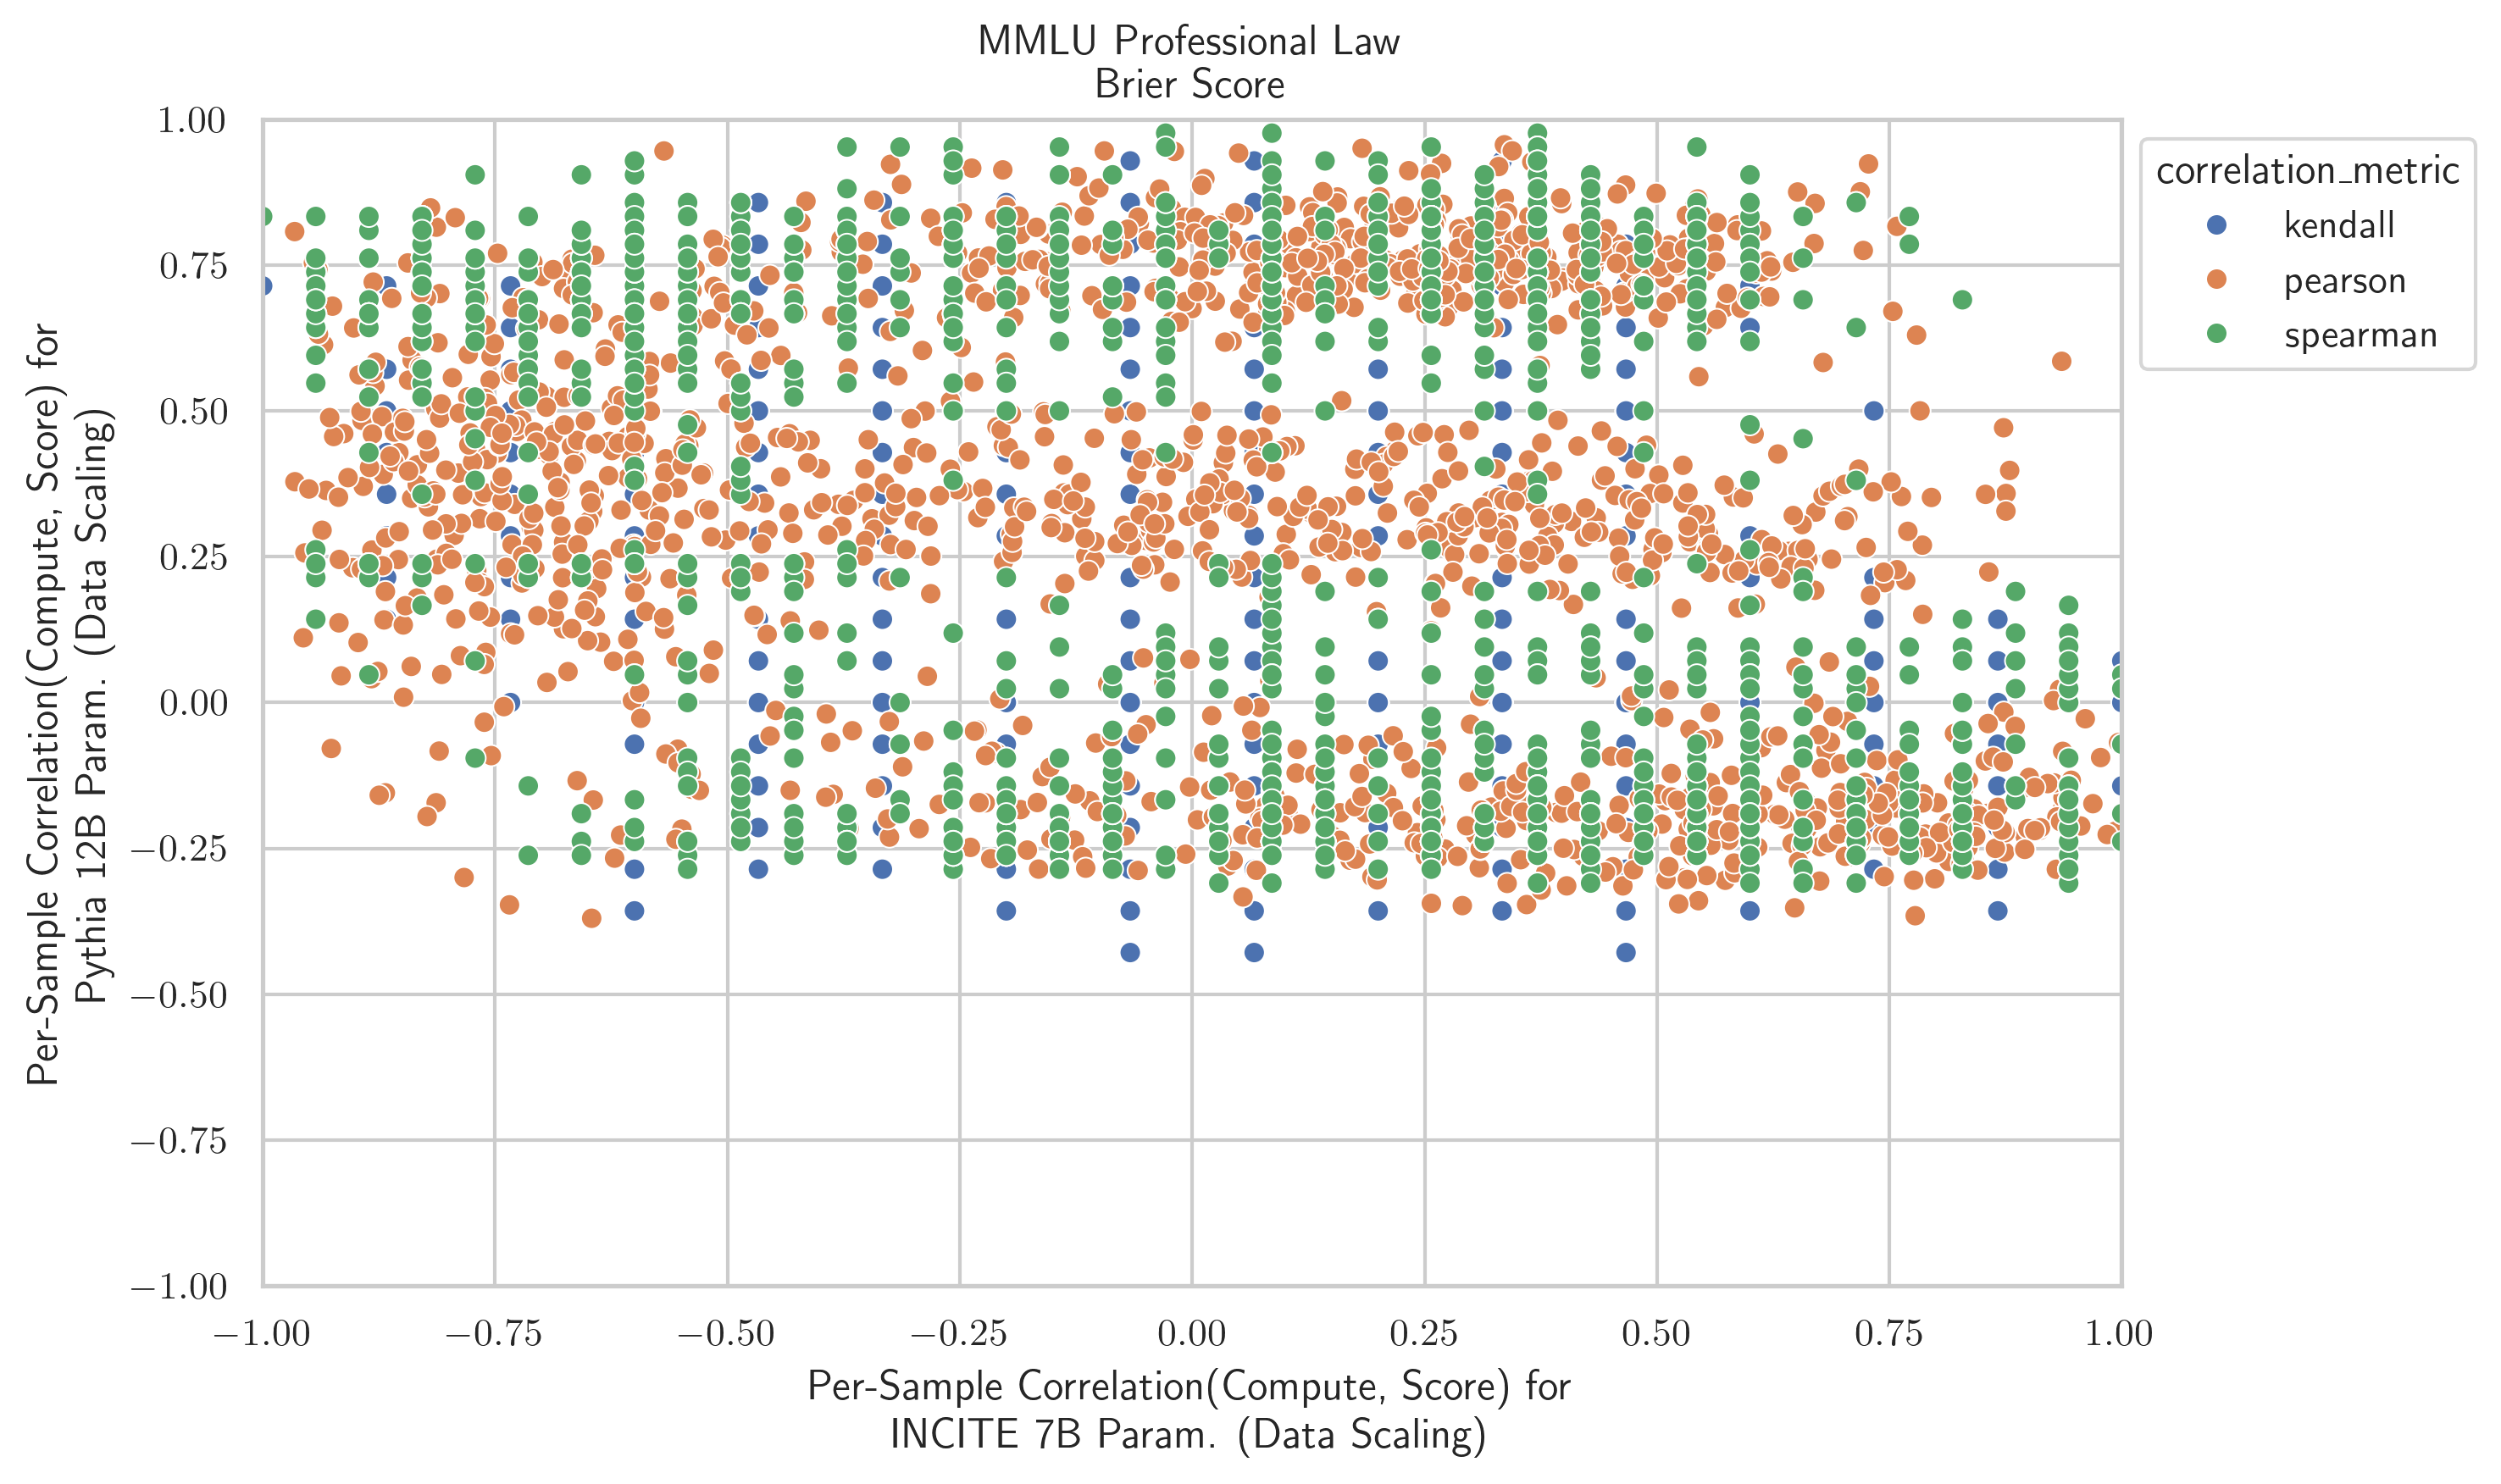 MMLU Professional Law
Brier Score
Per-Sample Correlation(Compute, Score) for
Pythia 12B Param. (Data Scaling)
1.00
0.75
0.50
0.25
0.00
−0.25
−0.50
−0.75
−1.00
−1.00 −0.75 −0.50 −0.25 0.00 0.25 0.50 0.75 1.00
Per-Sample Correlation(Compute, Score) for
INCITE 7B Param. (Data Scaling)
correlation_metric
kendall
pearson
spearman